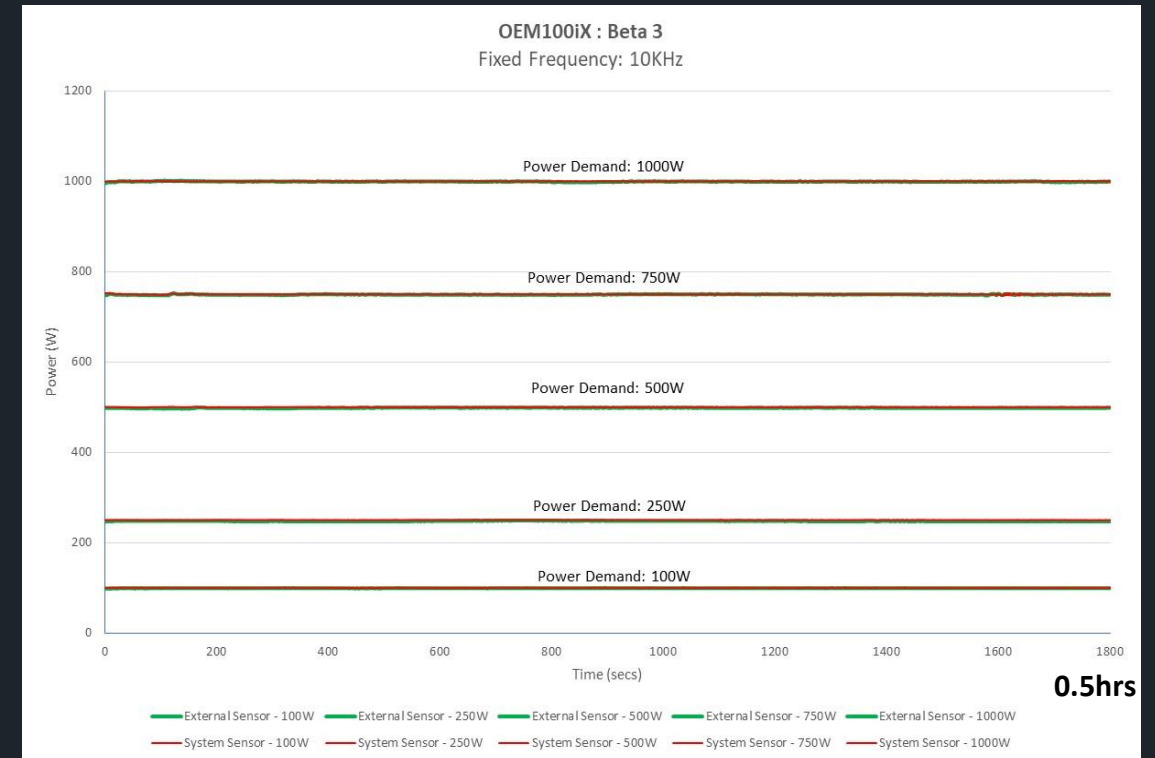 OEM100iX : Beta 3
Fixed Frequency: 10KHz
1200
1000
800
600
400
200
0
Power (W)
Power Demand: 1000W
Power Demand: 750W
Power Demand: 500W
Power Demand: 250W
Power Demand: 100W
0 200 400 600 800 1000 1200 1400 1600 1800
Time (secs)
0.5hrs
External Sensor - 100W External Sensor - 250W External Sensor - 500W External Sensor - 750W External Sensor - 1000W
System Sensor - 100W System Sensor - 250W System Sensor - 500W System Sensor - 750W System Sensor - 1000W